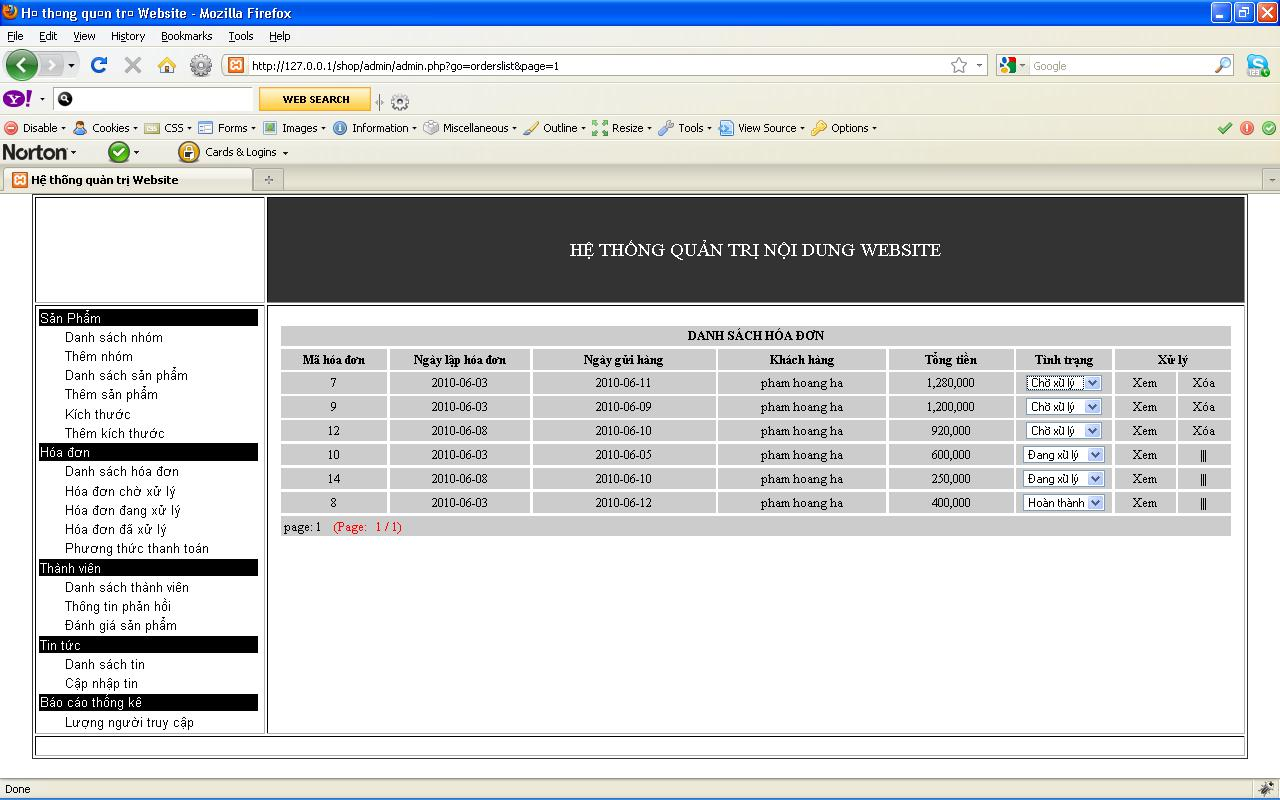 H¤ th¤ng qu¤n tr¤ Website - Mozilla Firefox
File Edit View History Bookmarks Tools Help
http://127.0.0.1/shop/admin/admin.php?go=orderslist&page=1 Google
Y! WEB SEARCH
Disable Cookies CSS Forms Images Information Miscellaneous Outline Resize Tools View Source Options
Norton Cards & Logins
Hệ thống quản trị Website
HỆ THỐNG QUẢN TRỊ NỘI DUNG WEBSITE
Sản Phẩm
Danh sách nhóm
Thêm nhóm
Danh sách sản phẩm
Thêm sản phẩm
Kích thước
Thêm kích thước
Hóa đơn
Danh sách hóa đơn
Hóa đơn chờ xử lý
Hóa đơn đang xử lý
Hóa đơn đã xử lý
Phương thức thanh toán
Thành viên
Danh sách thành viên
Thông tin phản hồi
Đánh giá sản phẩm
Tin tức
Danh sách tin
Cập nhập tin
Báo cáo thống kê
Lượng người truy cập
DANH SÁCH HÓA ĐƠN
Mã hóa đơn Ngày lập hóa đơn Ngày gửi hàng Khách hàng Tổng tiền Tình trạng Xử lý
7 2010-06-03 2010-06-11 pham hoang ha 1,280,000 Chờ xử lý Xem Xóa
9 2010-06-03 2010-06-09 pham hoang ha 1,200,000 Chờ xử lý Xem Xóa
12 2010-06-08 2010-06-10 pham hoang ha 920,000 Chờ xử lý Xem Xóa
10 2010-06-03 2010-06-05 pham hoang ha 600,000 Đang xử lý Xem |||
14 2010-06-08 2010-06-10 pham hoang ha 250,000 Đang xử lý Xem |||
8 2010-06-03 2010-06-12 pham hoang ha 400,000 Hoàn thành Xem |||
page: 1 (Page: 1 / 1)
Done